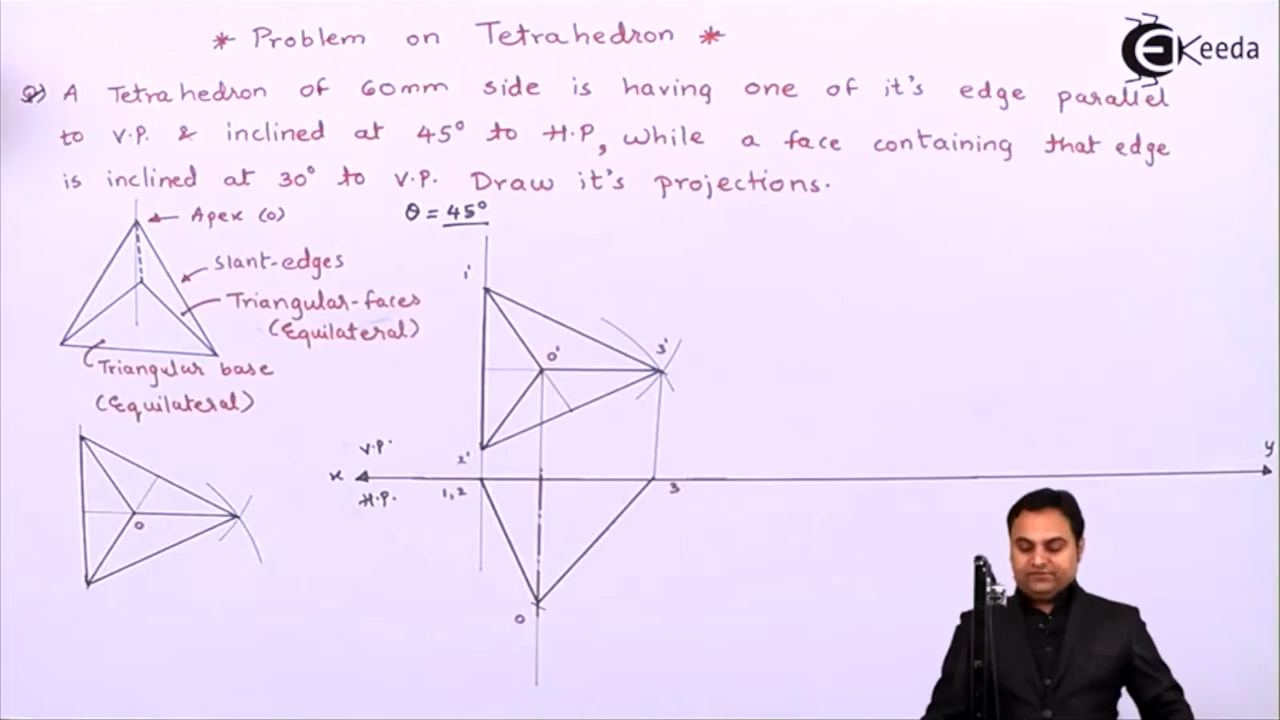 * Problem on Tetrahedron *
EKeeda
Q) A Tetrahedron of 60mm side is having one of it's edge parallel
to V.P. & inclined at 45° to H.P, while a face containing that edge
is inclined at 30° to V.P. Draw it's projections.
Apex (o)
θ = 45°
Slant-edges
Triangular-faces
(Equilateral)
Triangular base
(Equilateral)
1'
o'
3'
2'
V.P.
x
y
H.P.
1,2
3
o
o